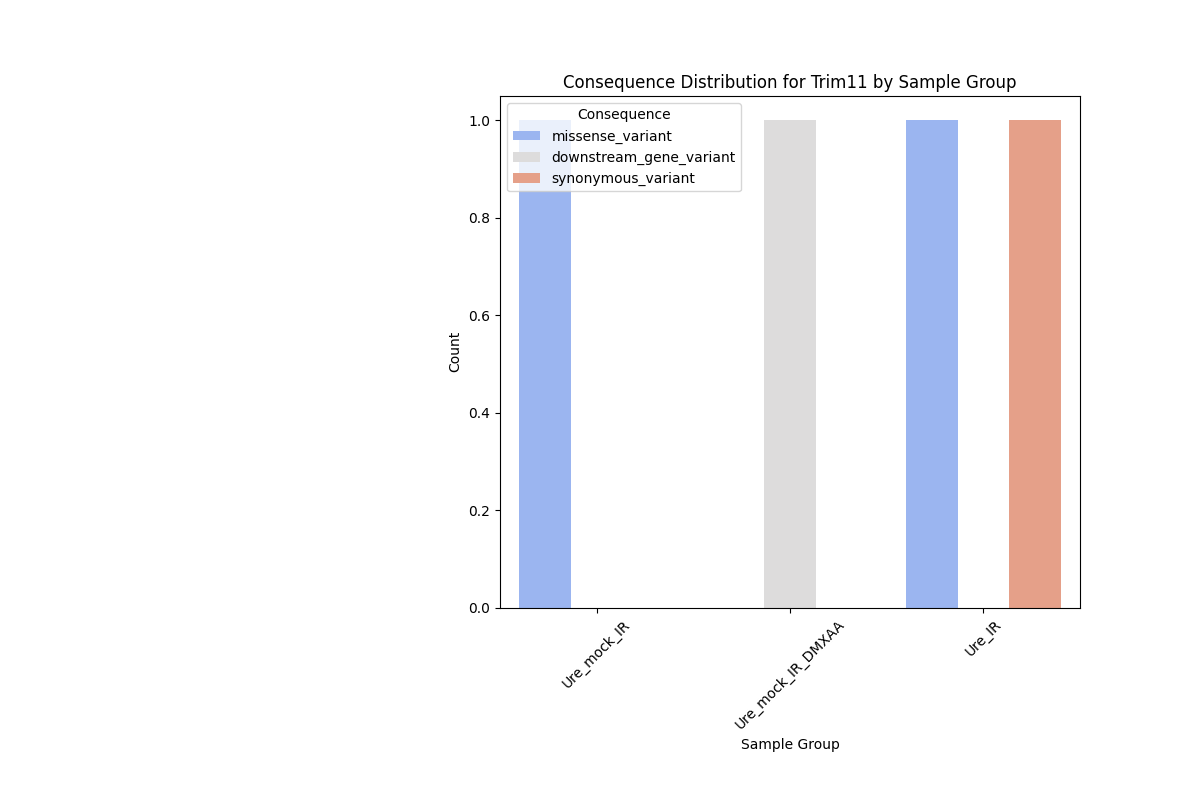 Consequence Distribution for Trim11 by Sample Group
Consequence
missense_variant
downstream_gene_variant
synonymous_variant
1.0
0.8
0.6
0.4
0.2
0.0
Count
Ure_mock_IR
Ure_mock_IR_DMXAA
Ure_IR
Sample Group